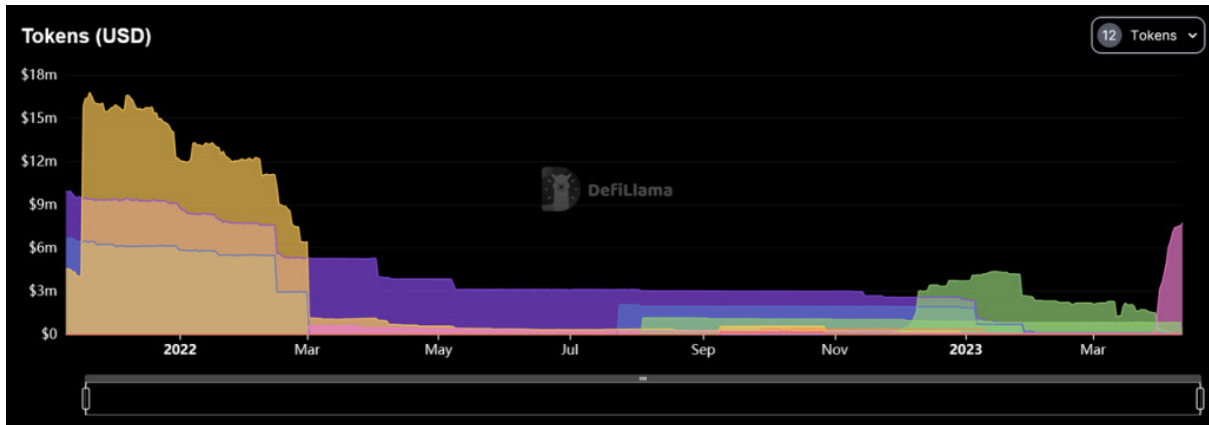 Tokens (USD)
12 Tokens
$18m
$15m
$12m
$9m
$6m
$3m
$0
DefiLlama
2022 Mar May Jul Sep Nov 2023 Mar